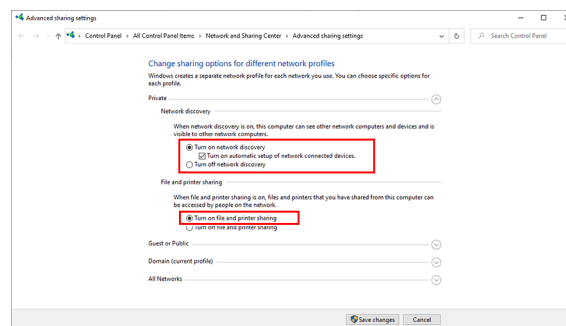 Advanced sharing settings
Control Panel > All Control Panel Items > Network and Sharing Center > Advanced sharing settings
Search Control Panel
Change sharing options for different network profiles
Windows creates a separate network profile for each network you use. You can choose specific options for
each profile.
Private
Network discovery
When network discovery is on, this computer can see other network computers and devices and is
visible to other network computers.
Turn on network discovery
Turn on automatic setup of network connected devices.
Turn off network discovery
File and printer sharing
When file and printer sharing is on, files and printers that you have shared from this computer can
be accessed by people on the network.
Turn on file and printer sharing
Turn off file and printer sharing
Guest or Public
Domain (current profile)
All Networks
Save changes
Cancel